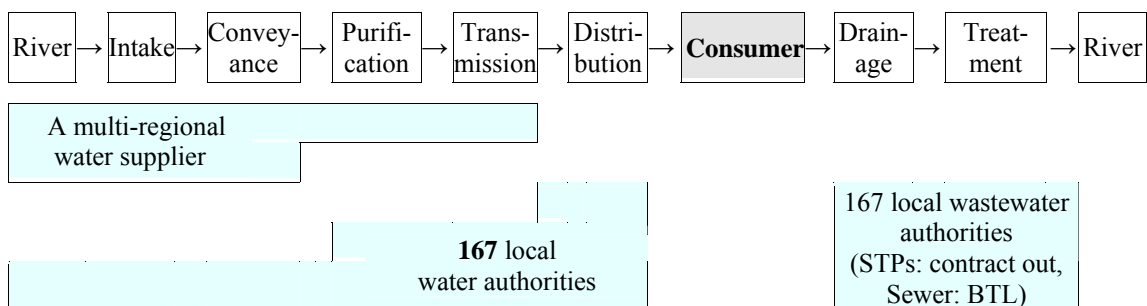 River → Intake → Convey-ance → Purifi-cation → Trans-mission → Distri-bution → Consumer → Drain-age → Treat-ment → River
A multi-regional
water supplier
167 local
water authorities
167 local wastewater
authorities
(STPs: contract out,
Sewer: BTL)